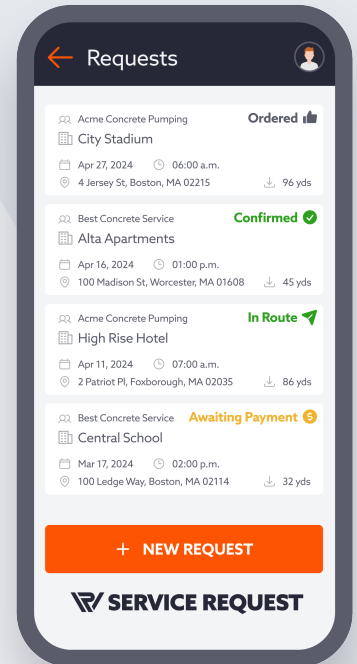 Requests
Acme Concrete Pumping Ordered
City Stadium
Apr 27, 2024 06:00 a.m.
4 Jersey St, Boston, MA 02215 96 yds
Best Concrete Service Confirmed
Alta Apartments
Apr 16, 2024 01:00 p.m.
100 Madison St, Worcester, MA 01608 45 yds
Acme Concrete Pumping In Route
High Rise Hotel
Apr 11, 2024 07:00 a.m.
2 Patriot Pl, Foxborough, MA 02035 86 yds
Best Concrete Service Awaiting Payment $
Central School
Mar 17, 2024 02:00 p.m.
100 Ledge Way, Boston, MA 02114 32 yds
+ NEW REQUEST
SERVICE REQUEST